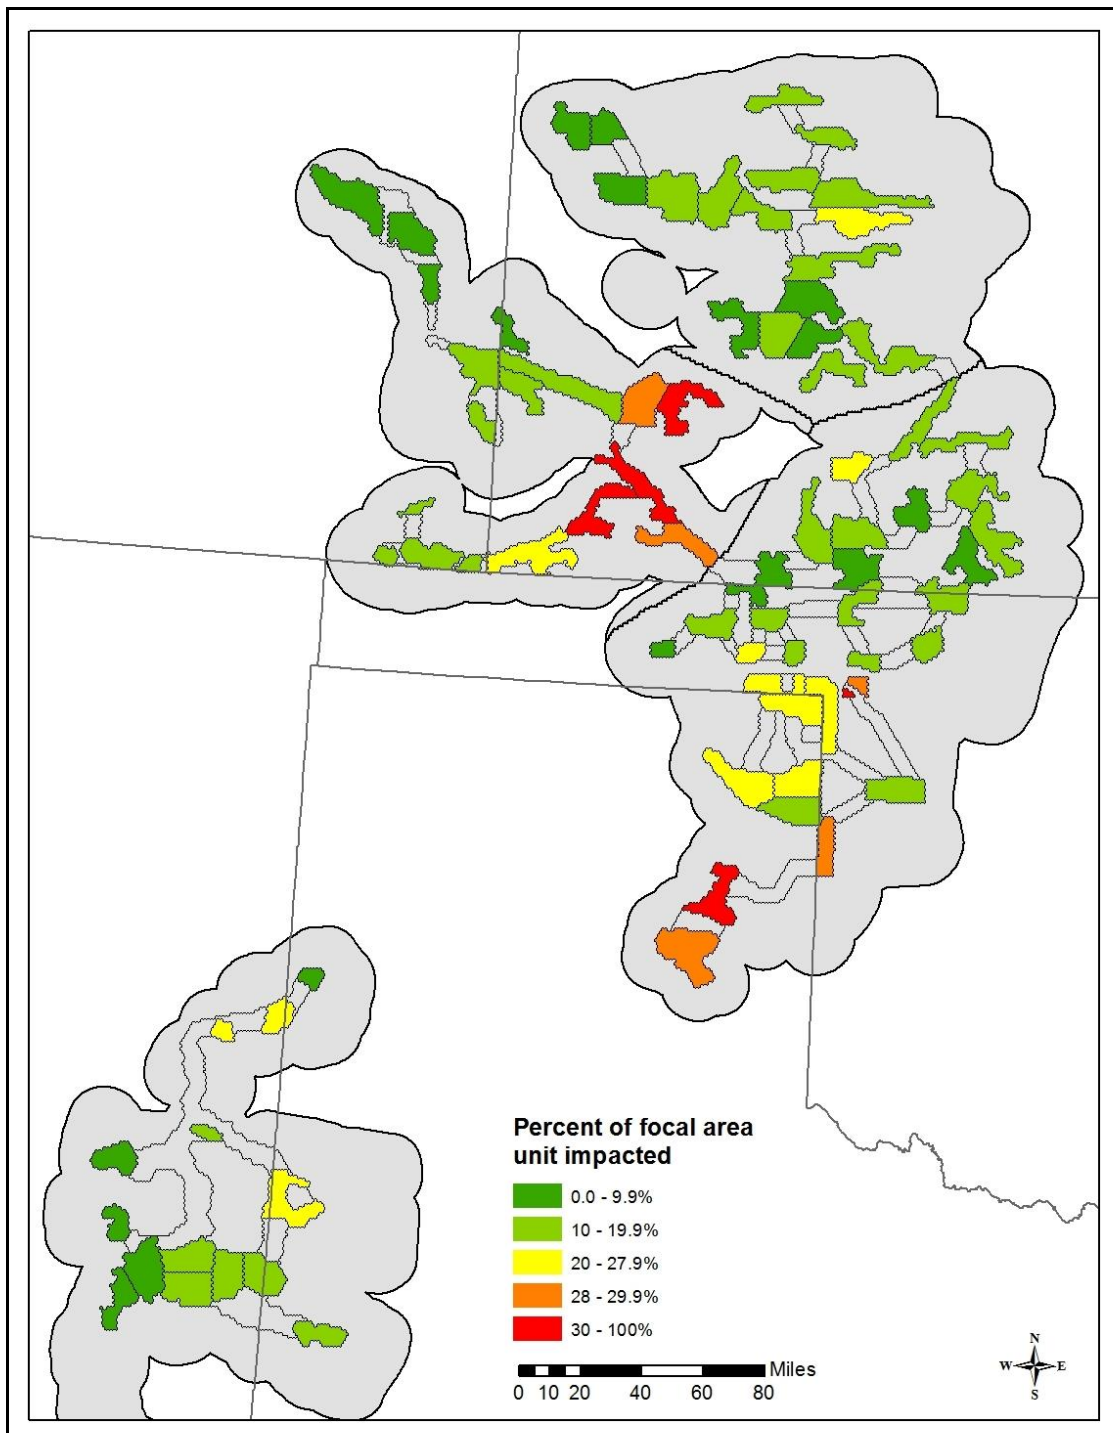 Percent of focal area
unit impacted
0.0 - 9.9%
10 - 19.9%
20 - 27.9%
28 - 29.9%
30 - 100%
Miles
0 10 20 40 60 80
N
W E
S